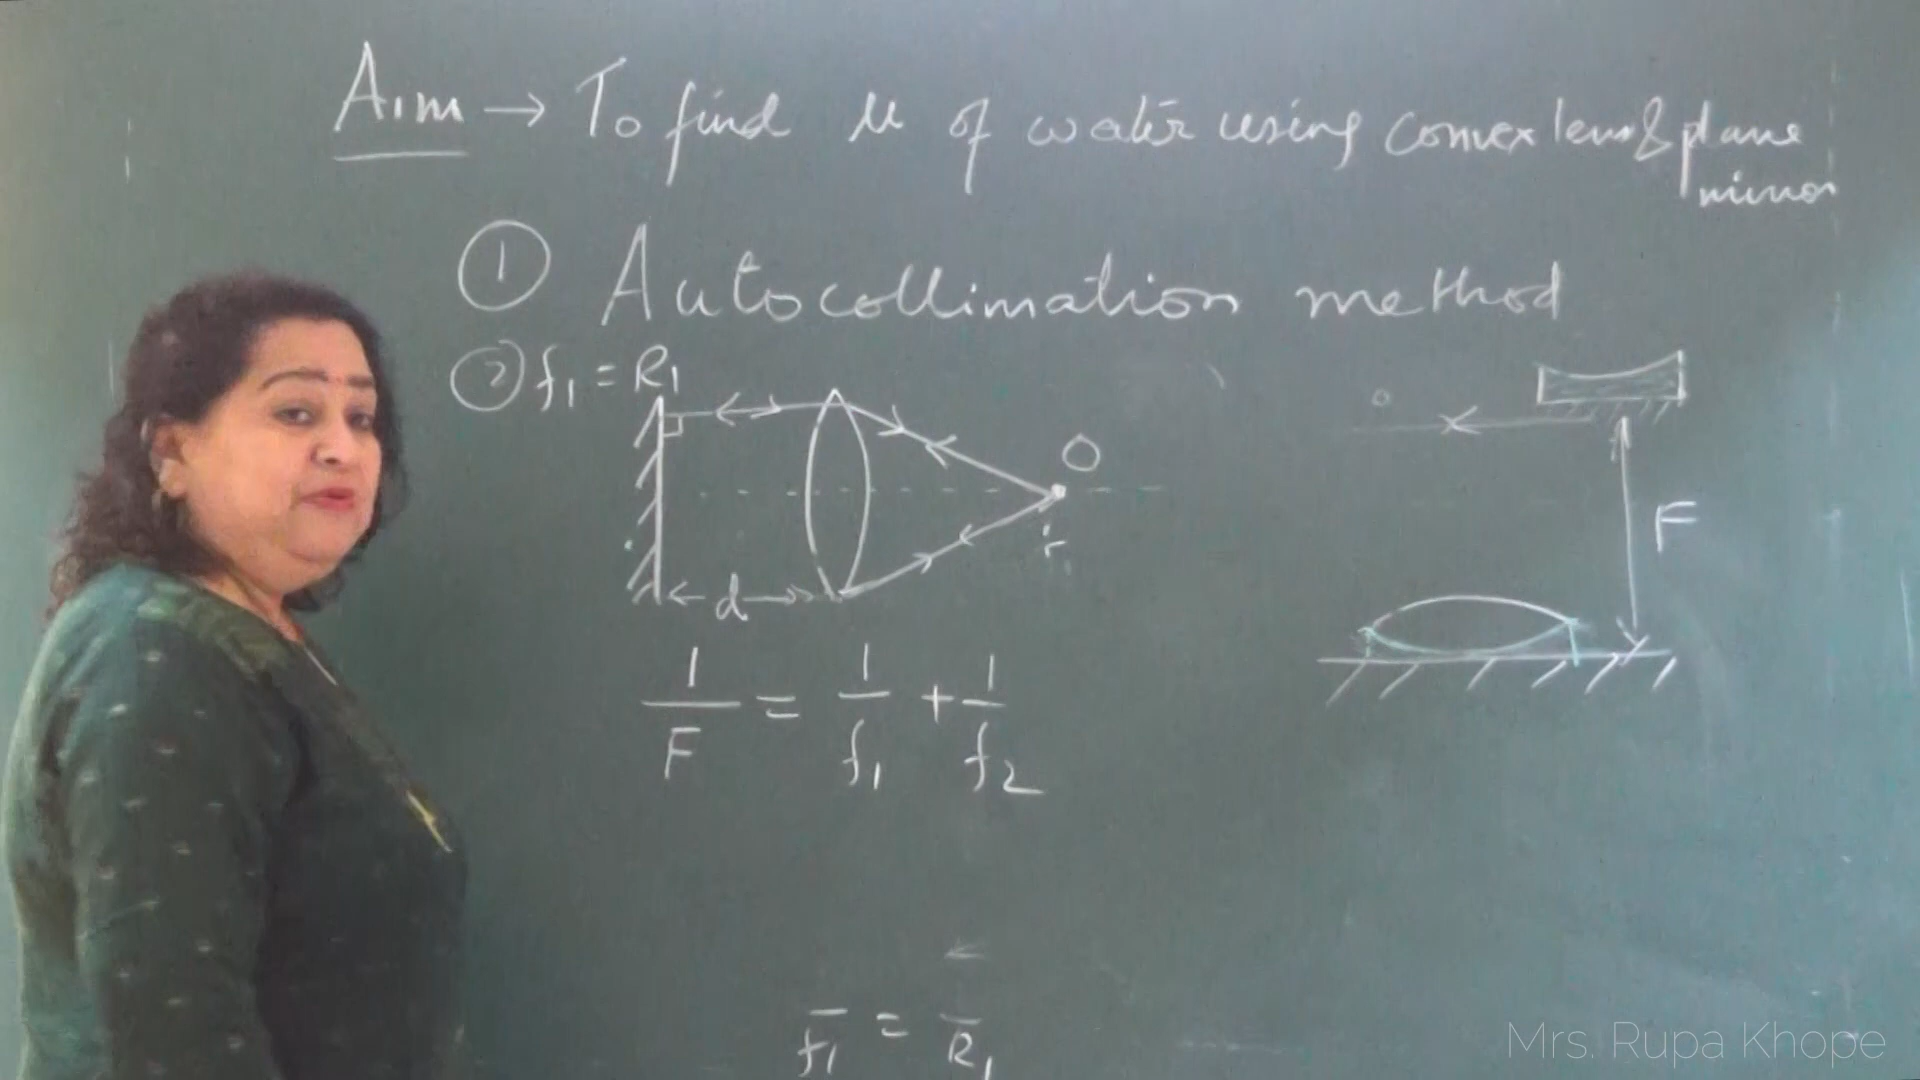 Aim → To find μ of water using convex lens & plane
mirror
① Autocollimation method
② f₁ = R₁
O
F
d
1/F = 1/f₁ + 1/f₂
f₁ = R₁
Mrs. Rupa Khope